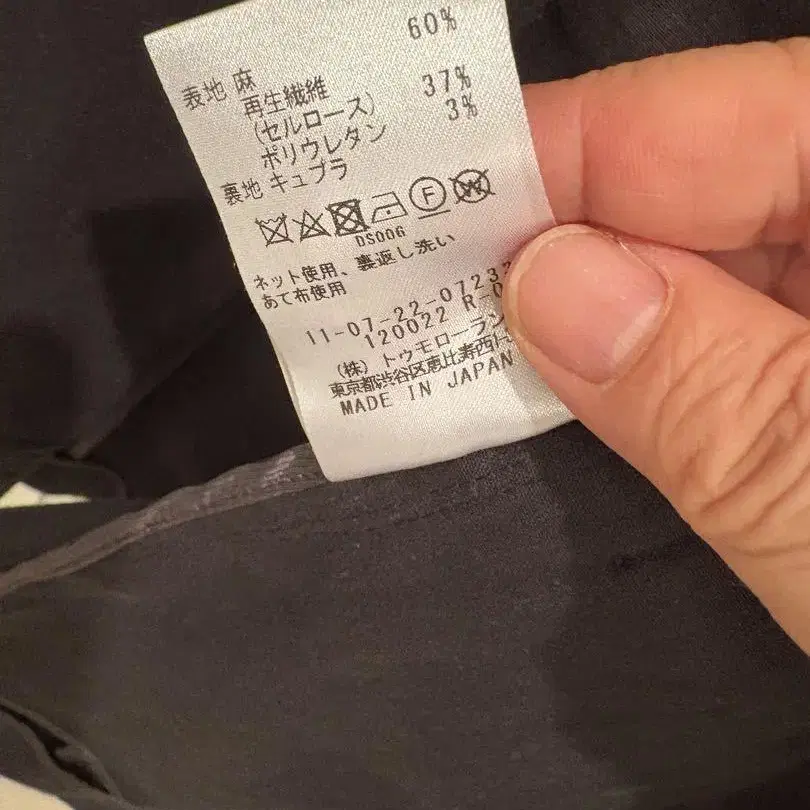 60%
表地 麻
再生繊維 37%
(セルロース) 3%
ポリウレタン
裏地 キュプラ
F W
DS006
ネット使用、裏返し洗い
あて布使用
11-07-22-0723
120022 R-
(株) トゥモローラン
東京都渋谷区恵比寿西1-
MADE IN JAPAN